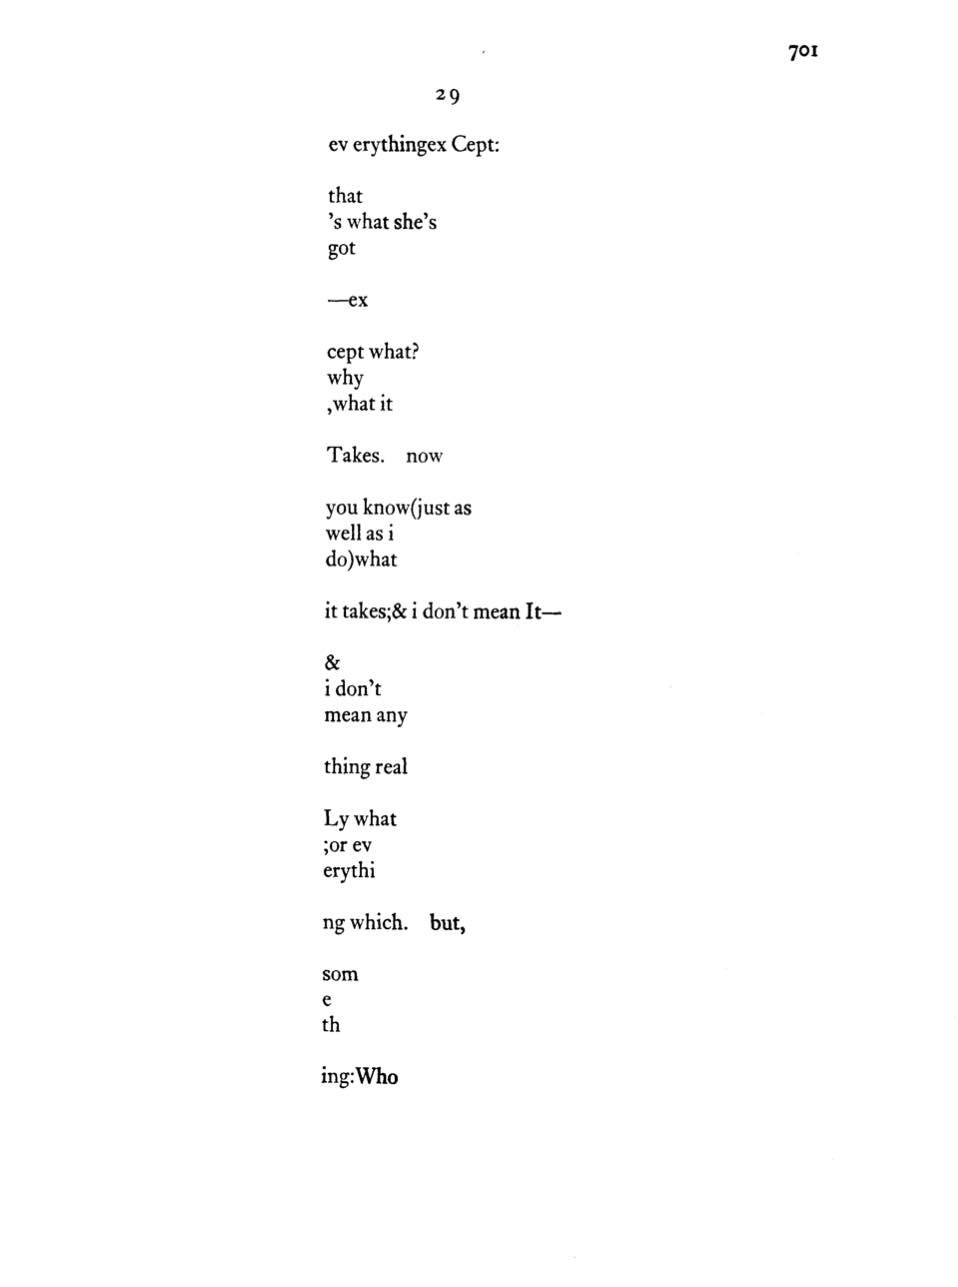 701
29
ev erythingex Cept:
that
’s what she’s
got
—ex
cept what?
why
,what it
Takes. now
you know(just as
well as i
do)what
it takes;& i don’t mean It—
&
i don’t
mean any
thing real
Ly what
;or ev
erythi
ng which. but,
som
e
th
ing:Who